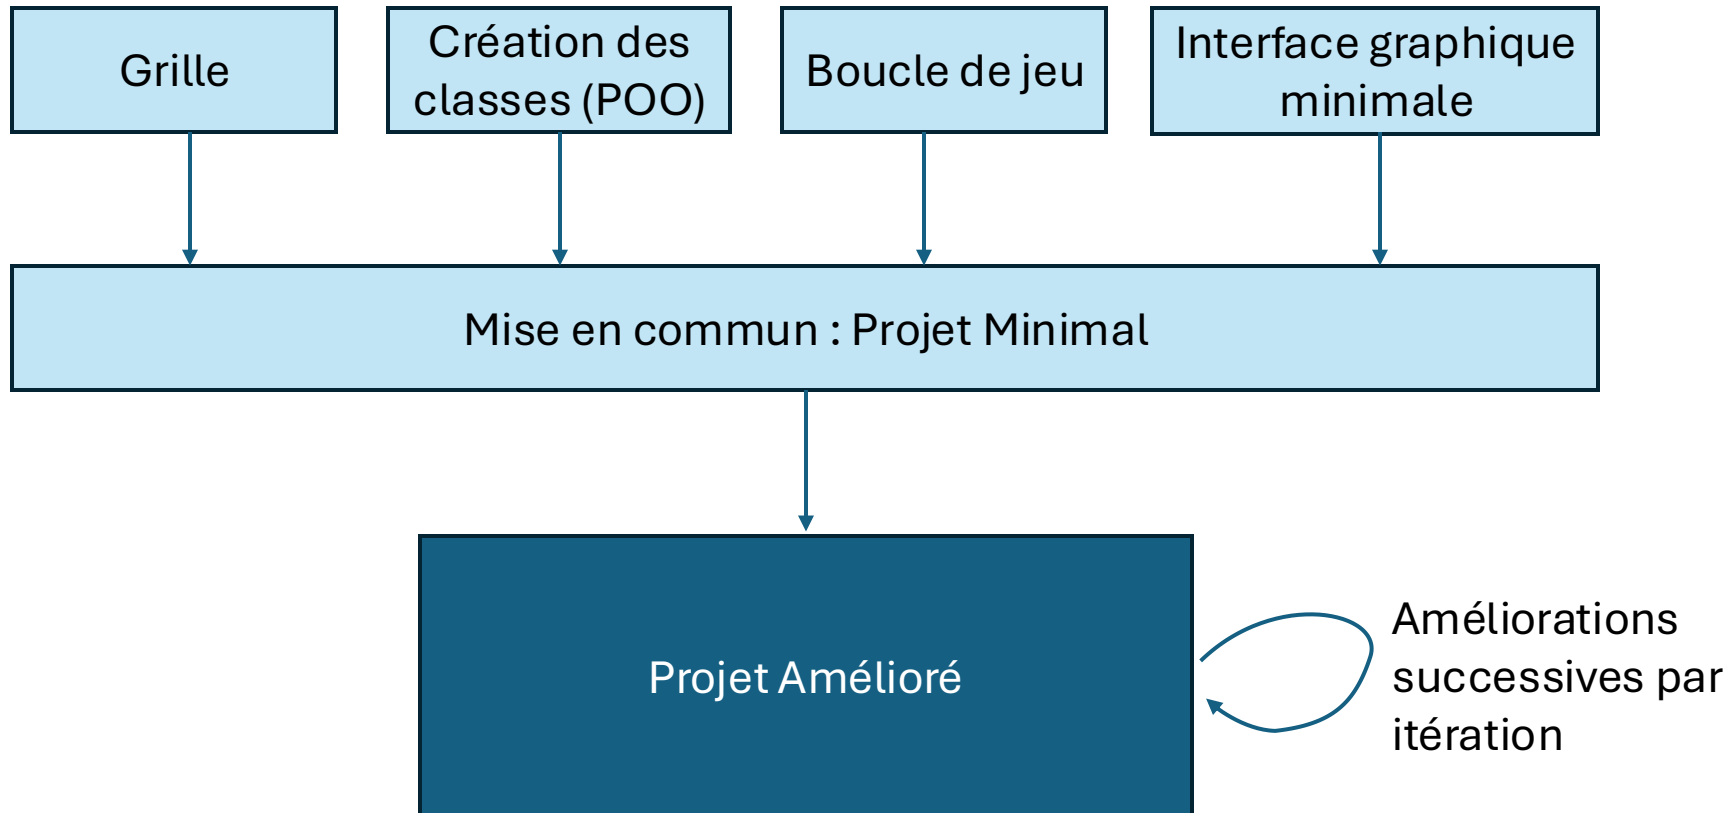 Grille
Création des
classes (POO)
Boucle de jeu
Interface graphique
minimale
Mise en commun : Projet Minimal
Projet Amélioré
Améliorations
successives par
itération